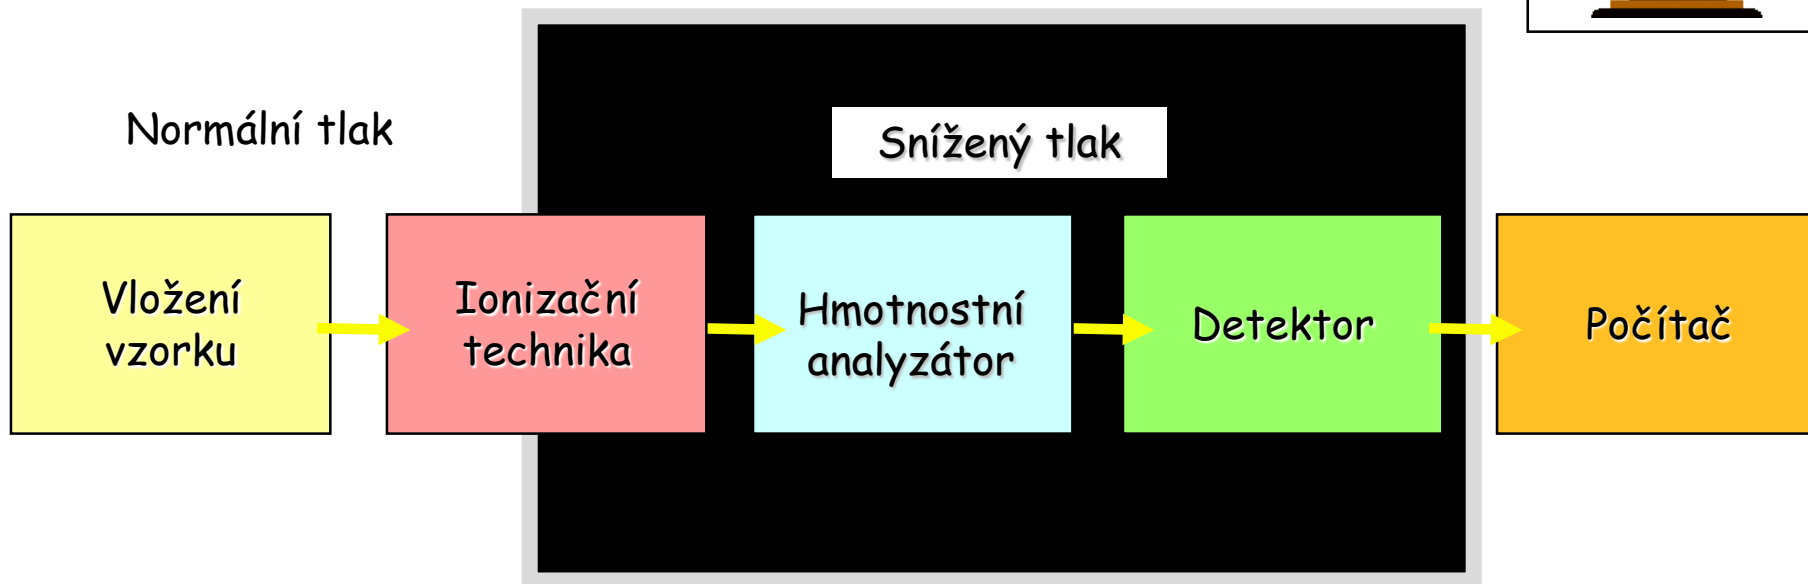 Normální tlak
Snížený tlak
Vložení
vzorku
Ionizační
technika
Hmotnostní
analyzátor
Detektor
Počítač